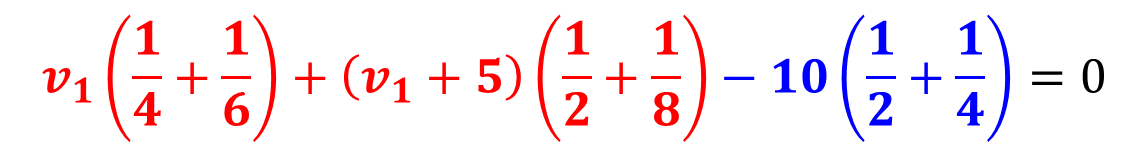 v₁(1/4 + 1/6) + (v₁ + 5)(1/2 + 1/8) − 10(1/2 + 1/4) = 0